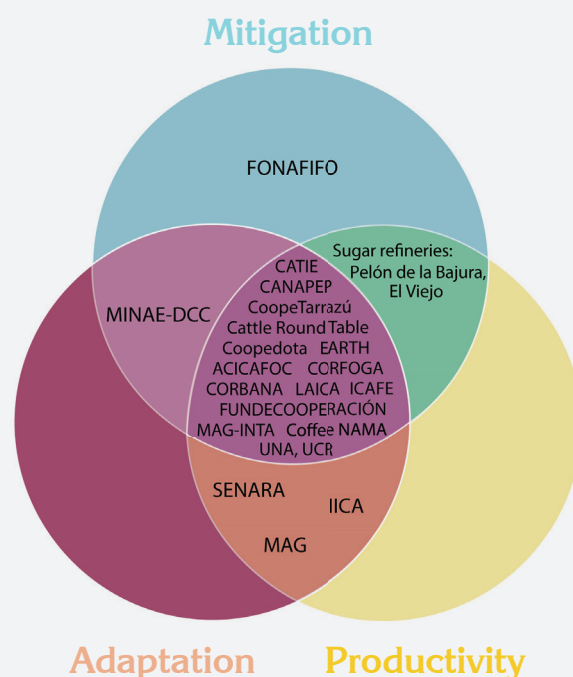 Mitigation
FONAFIFO
Sugar refineries:
Pelón de la Bajura,
El Viejo
MINAE-DCC
CATIE
CANAPEP
CoopeTarrazú
Cattle Round Table
Coopedota EARTH
ACICAFOC CORFOGA
CORBANA LAICA ICAFE
FUNDECOOPERACIÓN
MAG-INTA Coffee NAMA
UNA, UCR
SENARA
IICA
MAG
Adaptation
Productivity